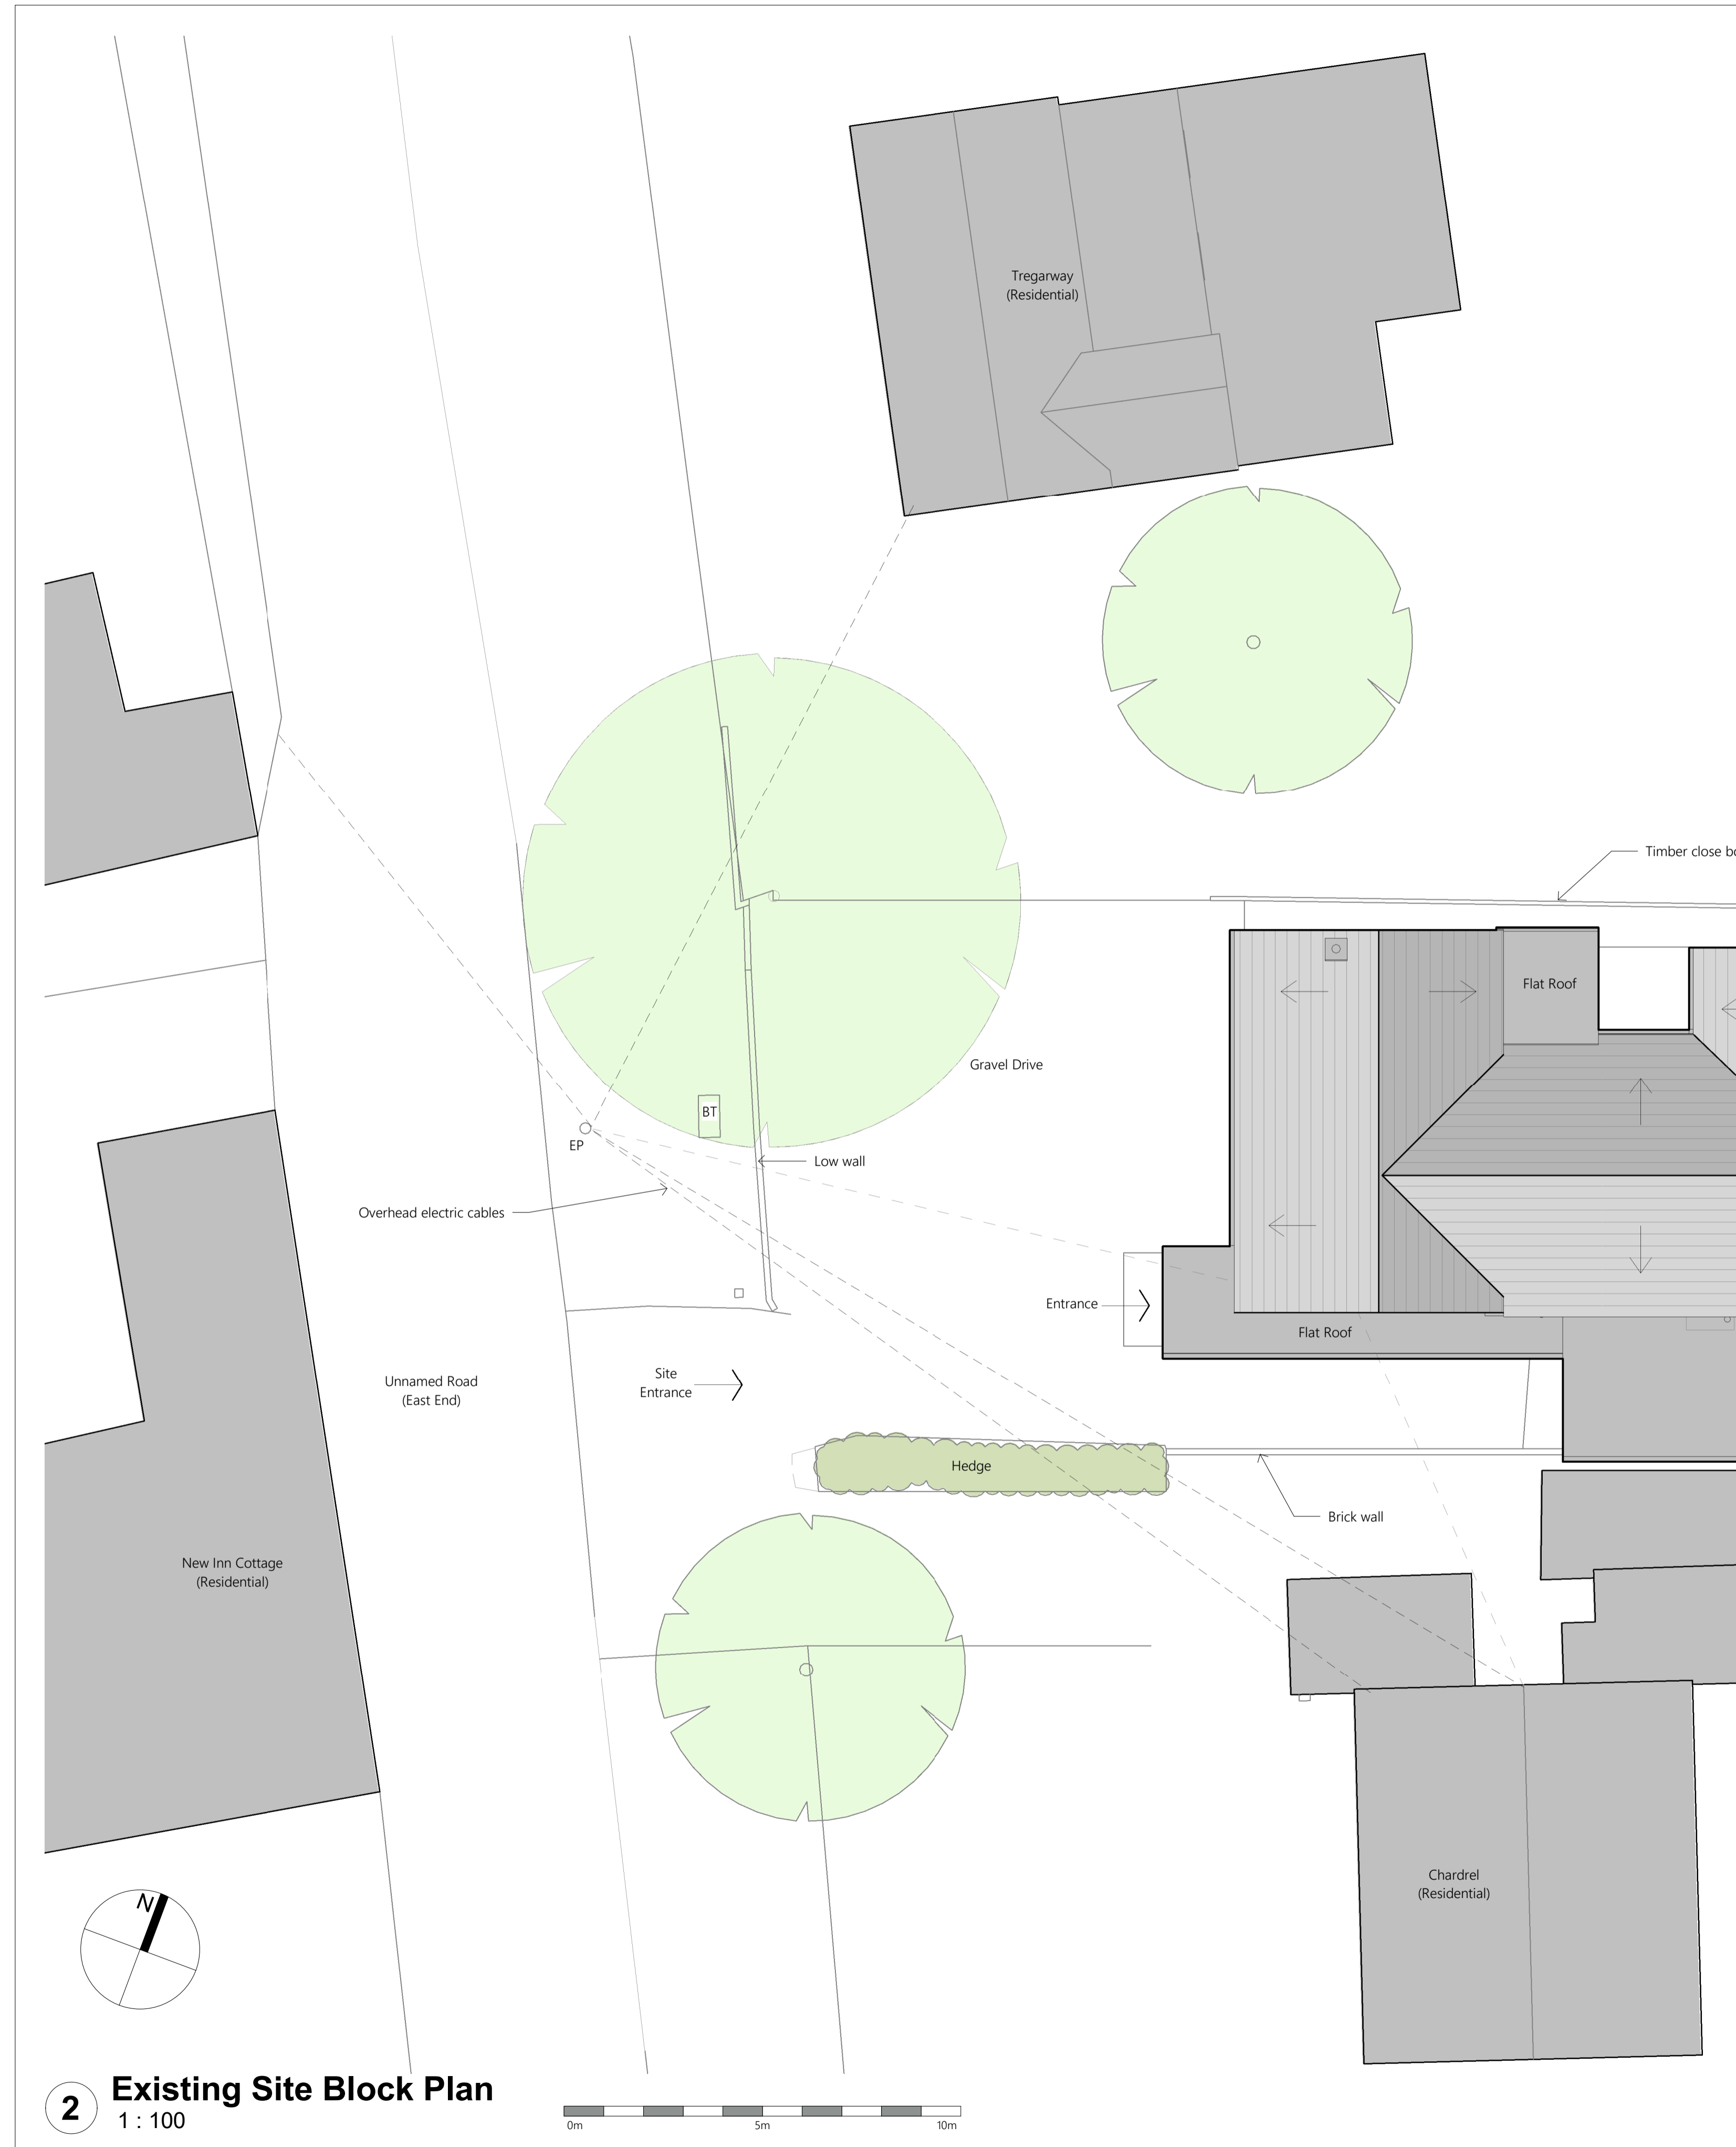 Tregarway
(Residential)
Timber close bo
Flat Roof
Gravel Drive
BT
EP
Low wall
Overhead electric cables
Entrance
Flat Roof
Site
Entrance
Unnamed Road
(East End)
Hedge
Brick wall
New Inn Cottage
(Residential)
Chardrel
(Residential)
N
2
Existing Site Block Plan
1 : 100
0m
5m
10m